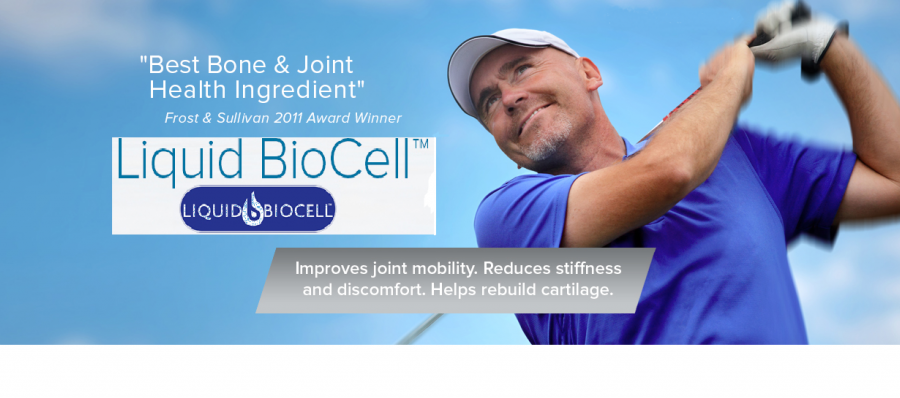 "Best Bone & Joint
Health Ingredient"
Frost & Sullivan 2011 Award Winner
Liquid BioCell™
LIQUID BIOCELL™
Improves joint mobility. Reduces stiffness
and discomfort. Helps rebuild cartilage.